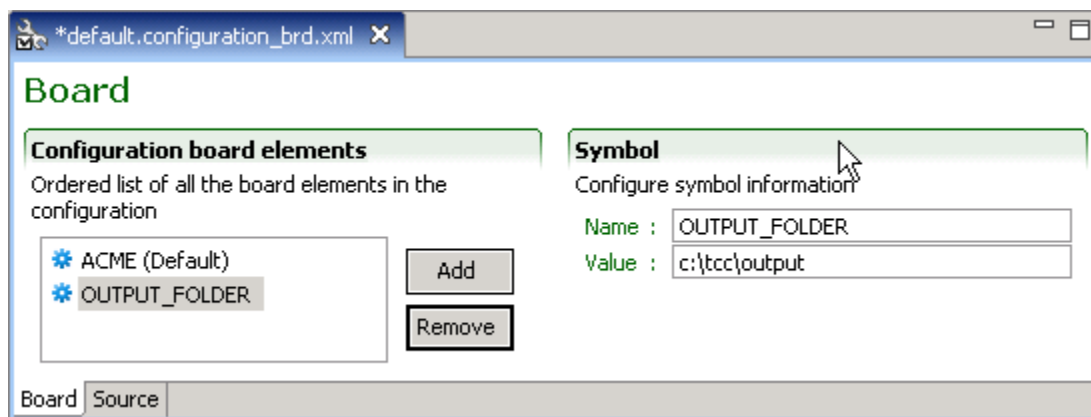 *default.configuration_brd.xml
Board
Configuration board elements
Ordered list of all the board elements in the
configuration
ACME (Default)
OUTPUT_FOLDER
Add
Remove
Symbol
Configure symbol information
Name : OUTPUT_FOLDER
Value : c:\tcc\output
Board Source